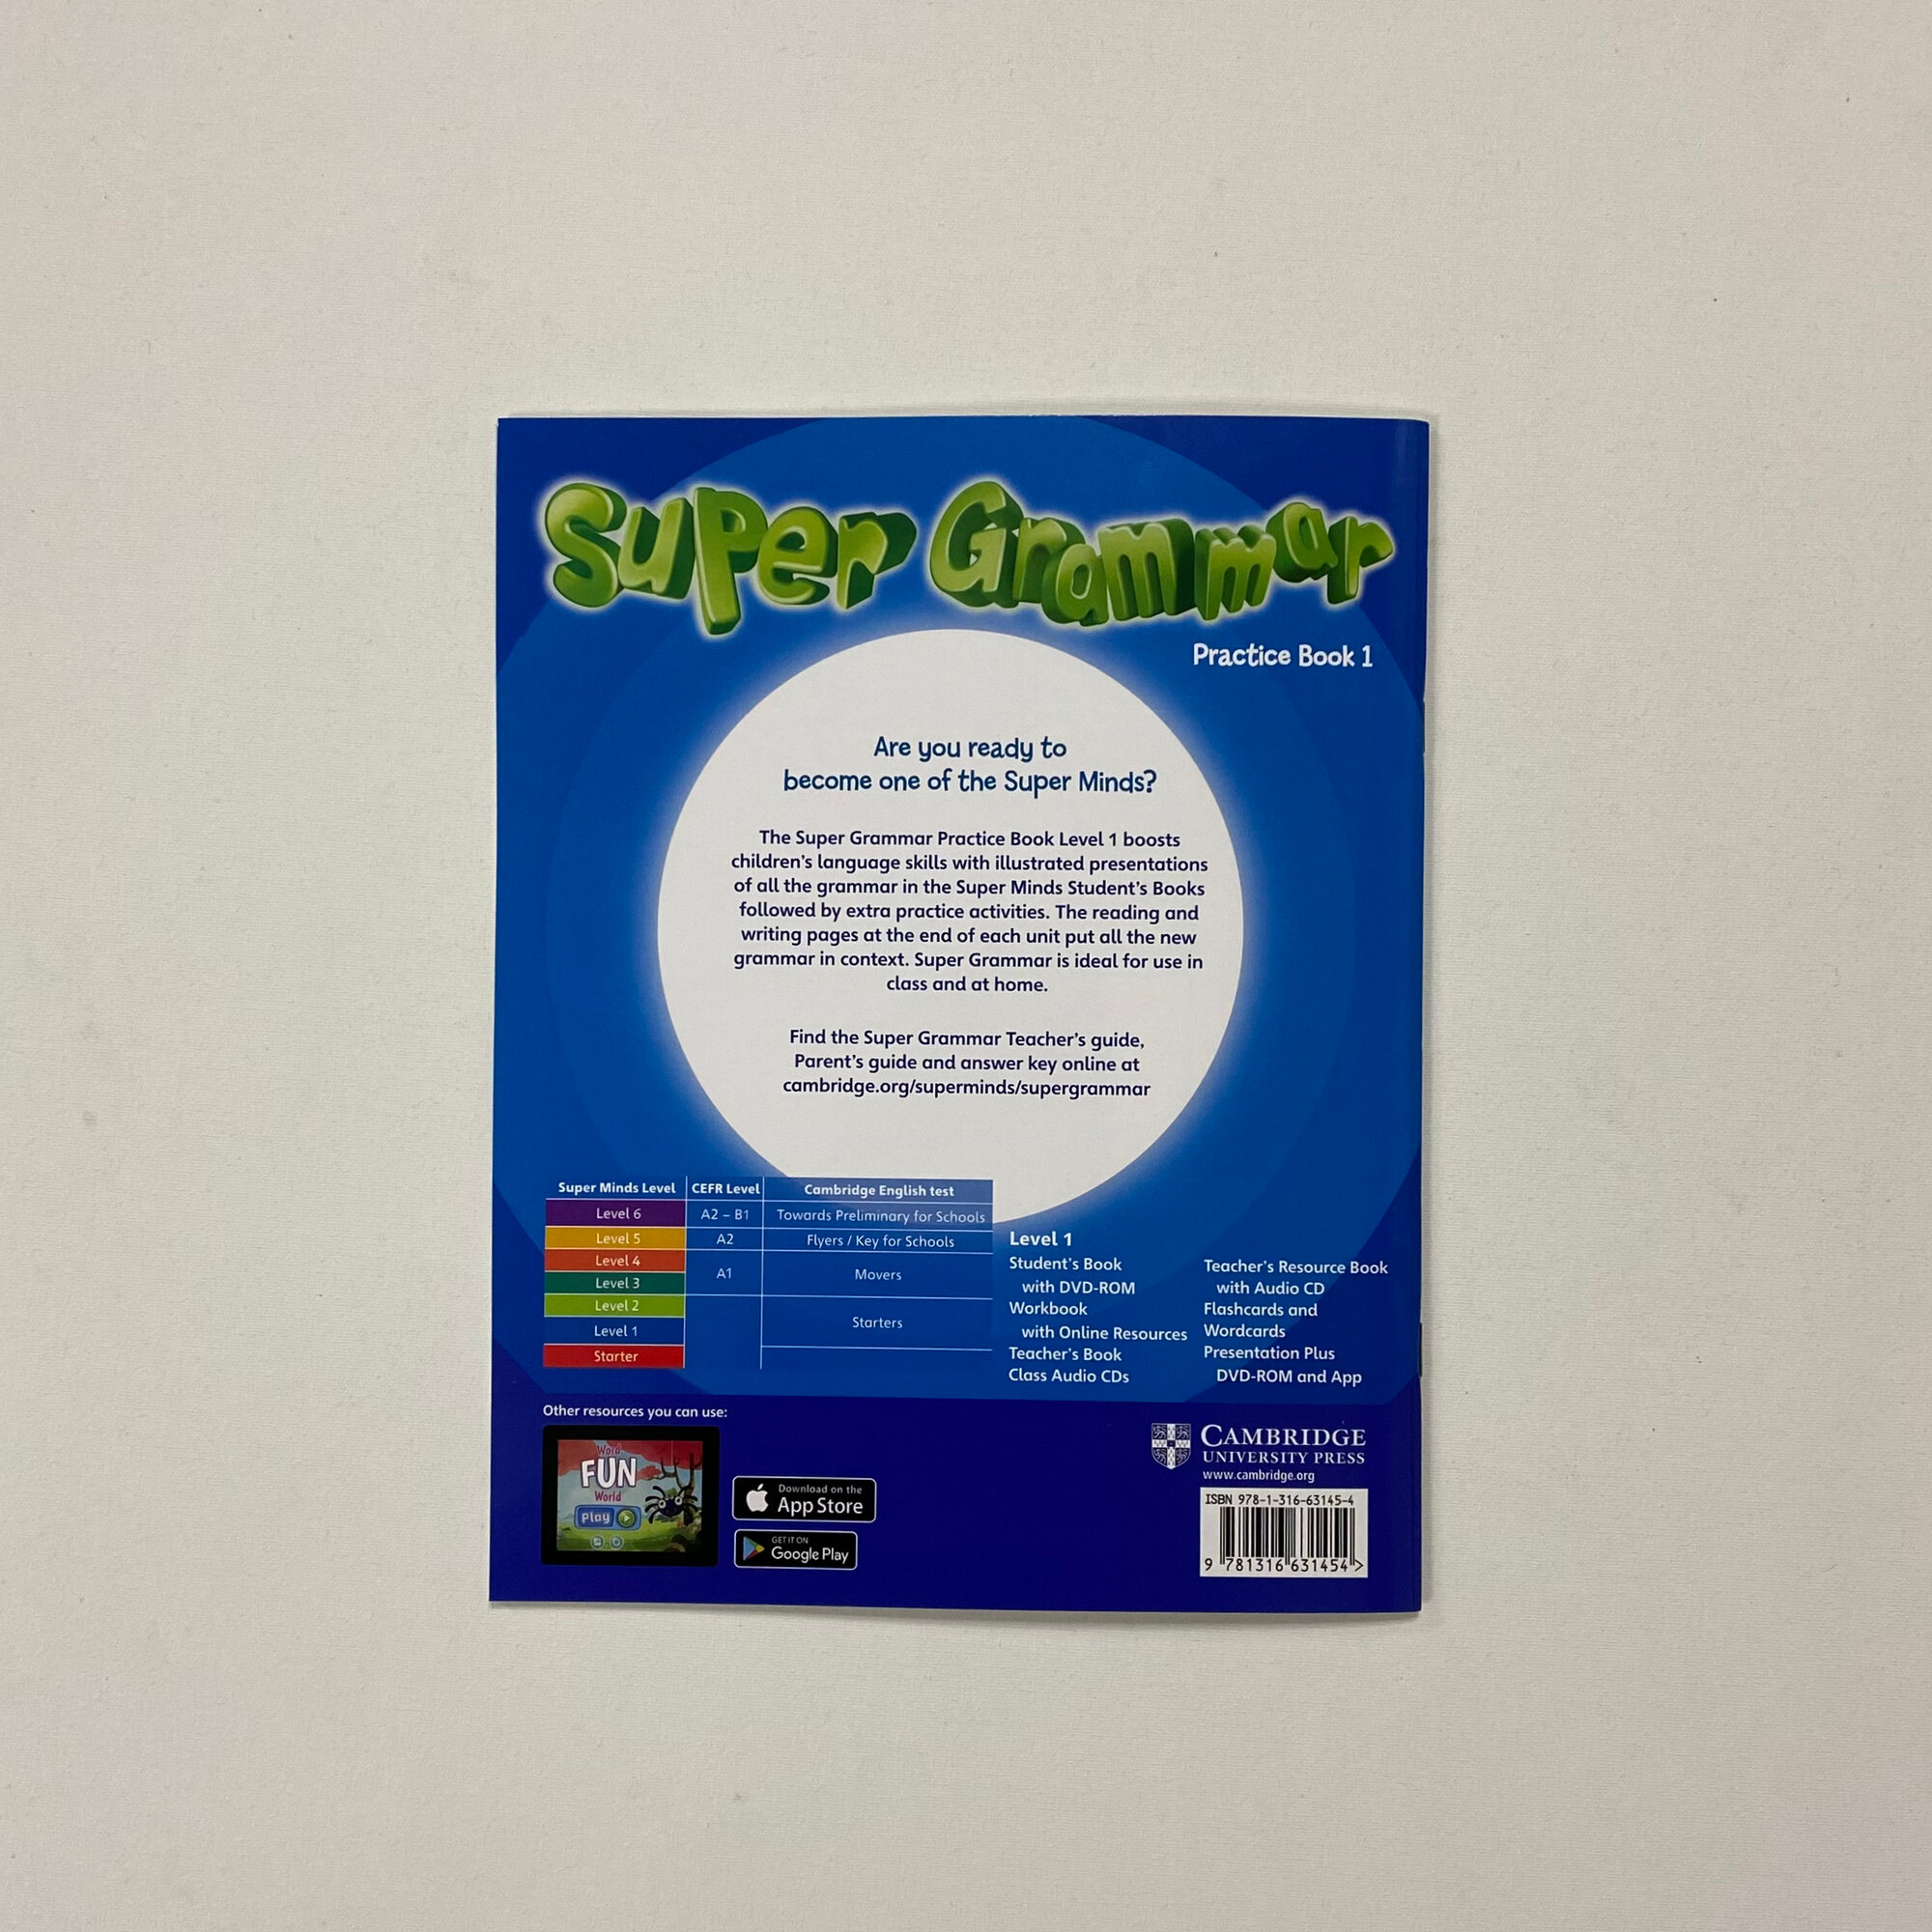 Super Grammar
Practice Book 1
Are you ready to
become one of the Super Minds?
The Super Grammar Practice Book Level 1 boosts
children's language skills with illustrated presentations
of all the grammar in the Super Minds Student's Books
followed by extra practice activities. The reading and
writing pages at the end of each unit put all the new
grammar in context. Super Grammar is ideal for use in
class and at home.
Find the Super Grammar Teacher's guide,
Parent's guide and answer key online at
cambridge.org/superminds/supergrammar
Super Minds Level CEFR Level Cambridge English test
Level 6 A2 – B1 Towards Preliminary for Schools
Level 5 A2 Flyers / Key for Schools
Level 4
A1 Movers
Level 3
Level 2
Starters
Level 1
Starter
Level 1
Student's Book
with DVD-ROM
Workbook
with Online Resources
Teacher's Book
Class Audio CDs
Teacher's Resource Book
with Audio CD
Flashcards and
Wordcards
Presentation Plus
DVD-ROM and App
Other resources you can use:
Word
FUN
World
Play
Download on the
App Store
GET IT ON
Google Play
CAMBRIDGE
UNIVERSITY PRESS
www.cambridge.org
ISBN 978-1-316-63145-4
9 781316 631454 >